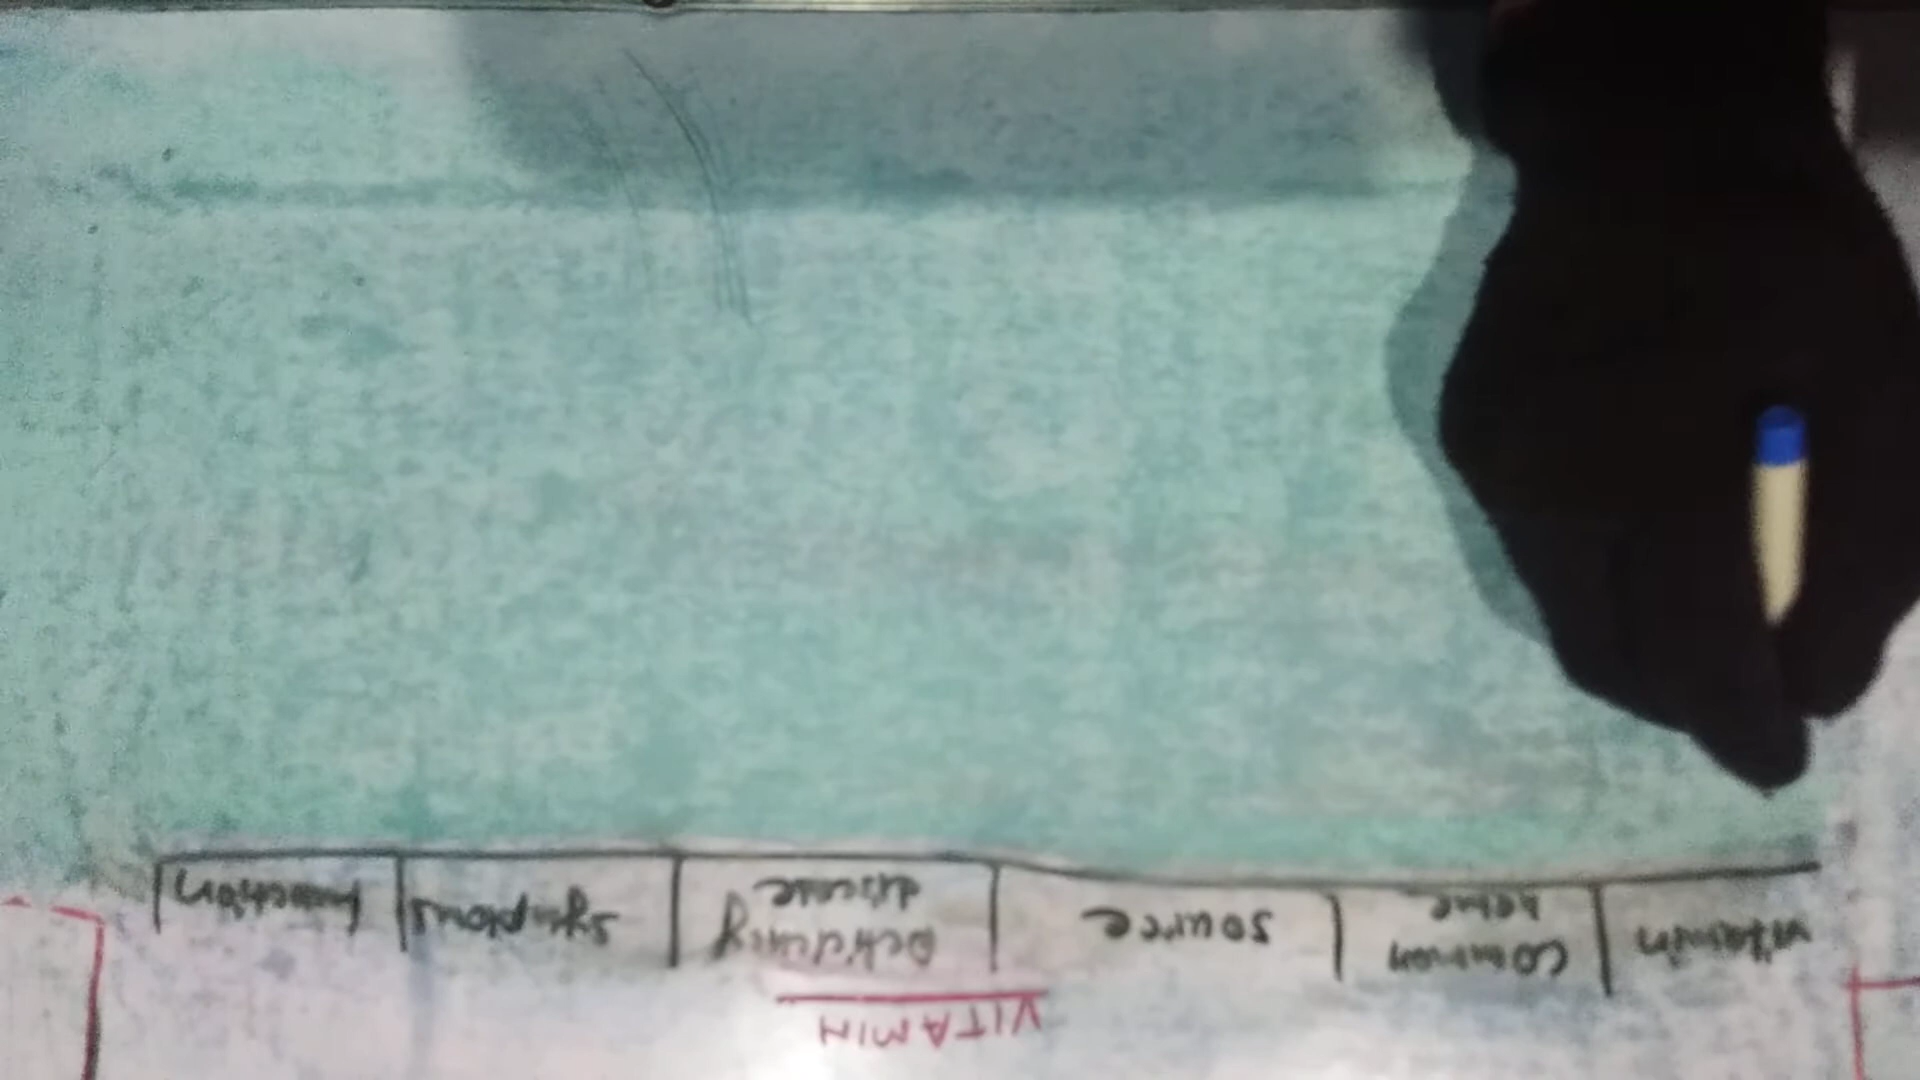 VITAMIN
vitamin
common
name
source
Deficiency
disease
symptoms
function